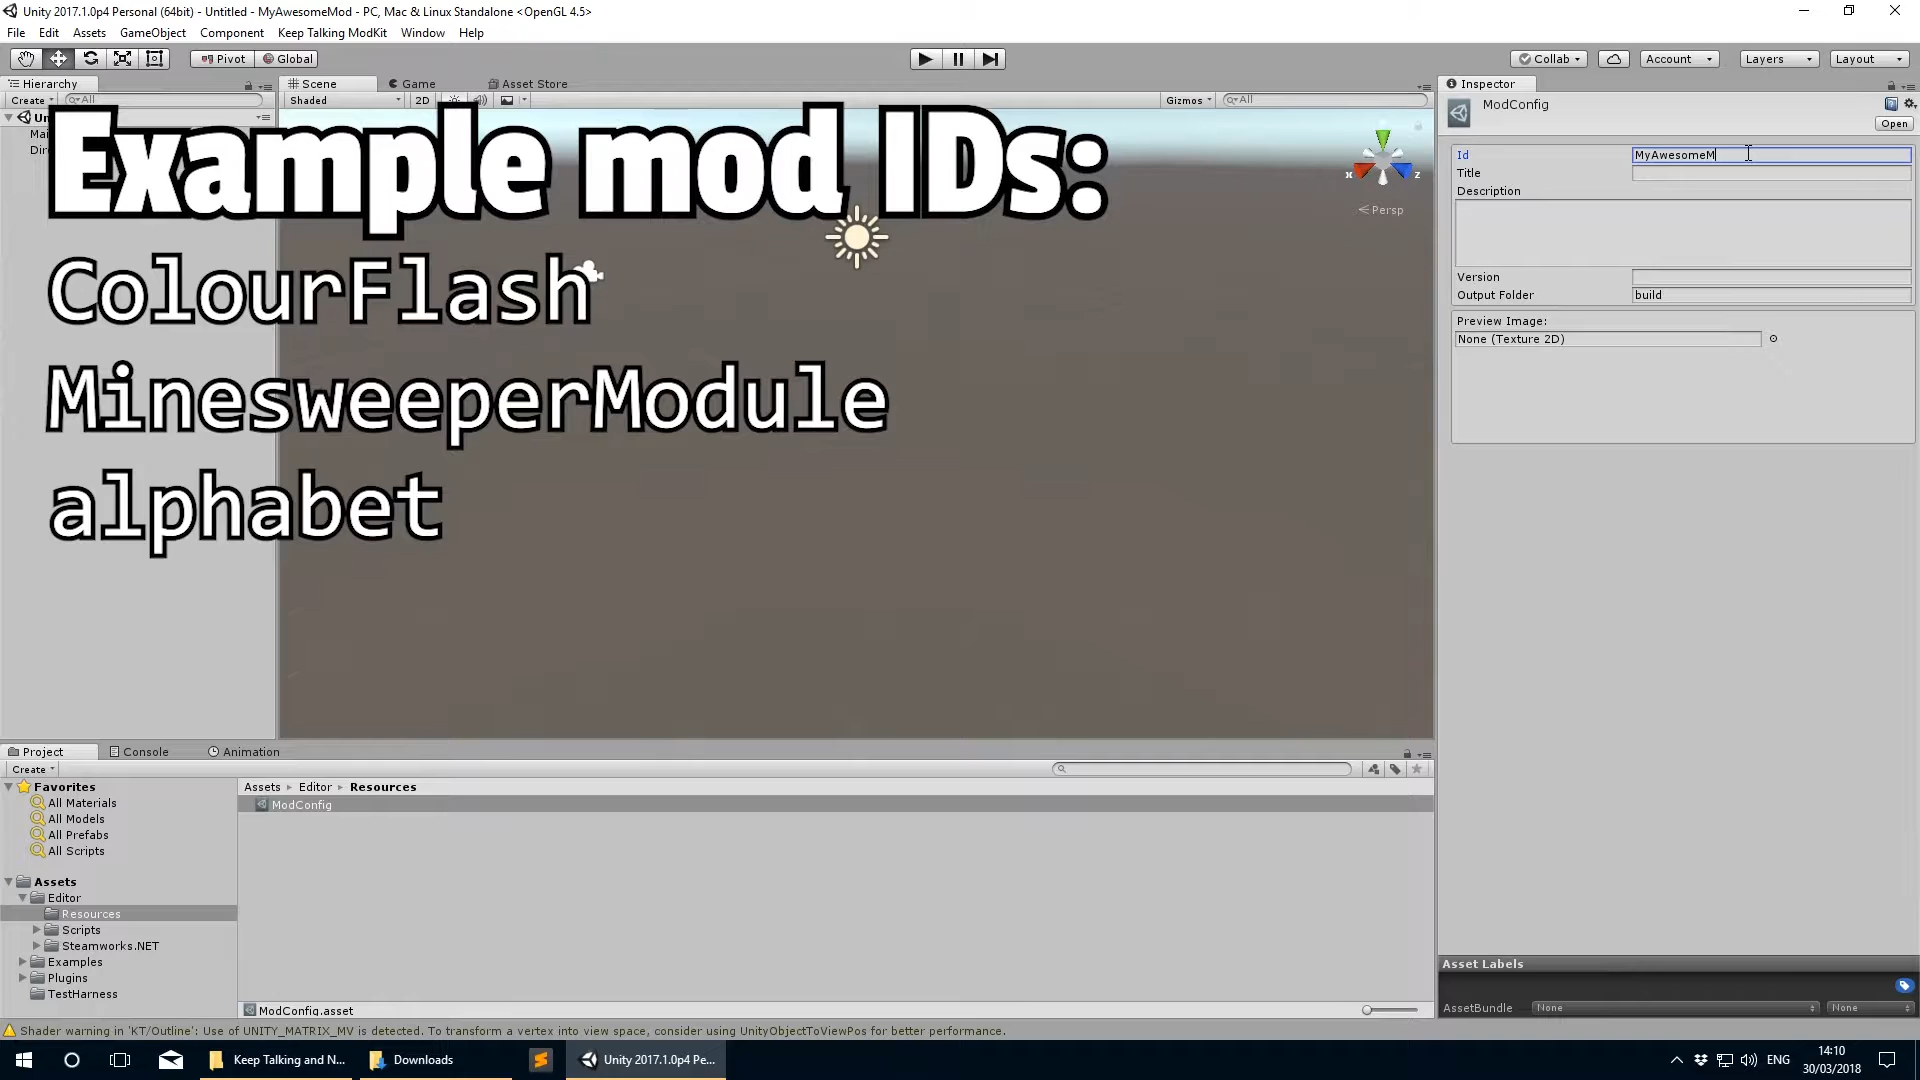 Unity 2017.1.0p4 Personal (64bit) - Untitled - MyAwesomeMod - PC, Mac & Linux Standalone <OpenGL 4.5>
File Edit Assets GameObject Component Keep Talking ModKit Window Help
Pivot Global
Collab Account Layers Layout
Hierarchy
Scene Game Asset Store
Inspector
Create All
Shaded 2D Gizmos All
ModConfig
Open
Example mod IDs:
ColourFlash
MinesweeperModule
alphabet
x z
Persp
Id MyAwesomeM
Title
Description
Version
Output Folder build
Preview Image:
None (Texture 2D)
Project Console Animation
Create
Favorites
All Materials
All Models
All Prefabs
All Scripts
Assets
Editor
Resources
Scripts
Steamworks.NET
Examples
Plugins
TestHarness
Assets Editor Resources
ModConfig
ModConfig.asset
Asset Labels
AssetBundle None None
Shader warning in 'KT/Outline': Use of UNITY_MATRIX_MV is detected. To transform a vertex into view space, consider using UnityObjectToViewPos for better performance.
Keep Talking and N... Downloads Unity 2017.1.0p4 Pe... ENG
14:10
30/03/2018